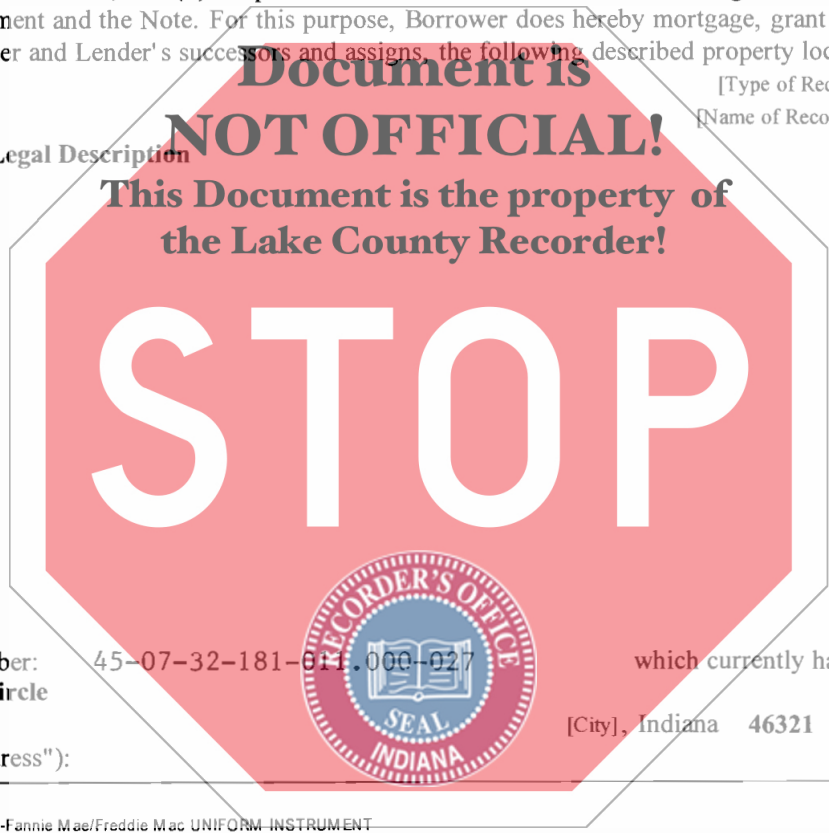 ment and the Note. For this purpose, Borrower does hereby mortgage, grant
er and Lender's successors and assigns, the following described property loc
Document is
[Type of Rec
NOT OFFICIAL!
[Name of Reco
Legal Description
This Document is the property of
the Lake County Recorder!
STOP
RECORDER'S OFFICE
ber: 45-07-32-181-011.000-027 which currently ha
ircle
SEAL
[City], Indiana 46321
INDIANA
ress"):
-Fannie Mae/Freddie Mac UNIFORM INSTRUMENT